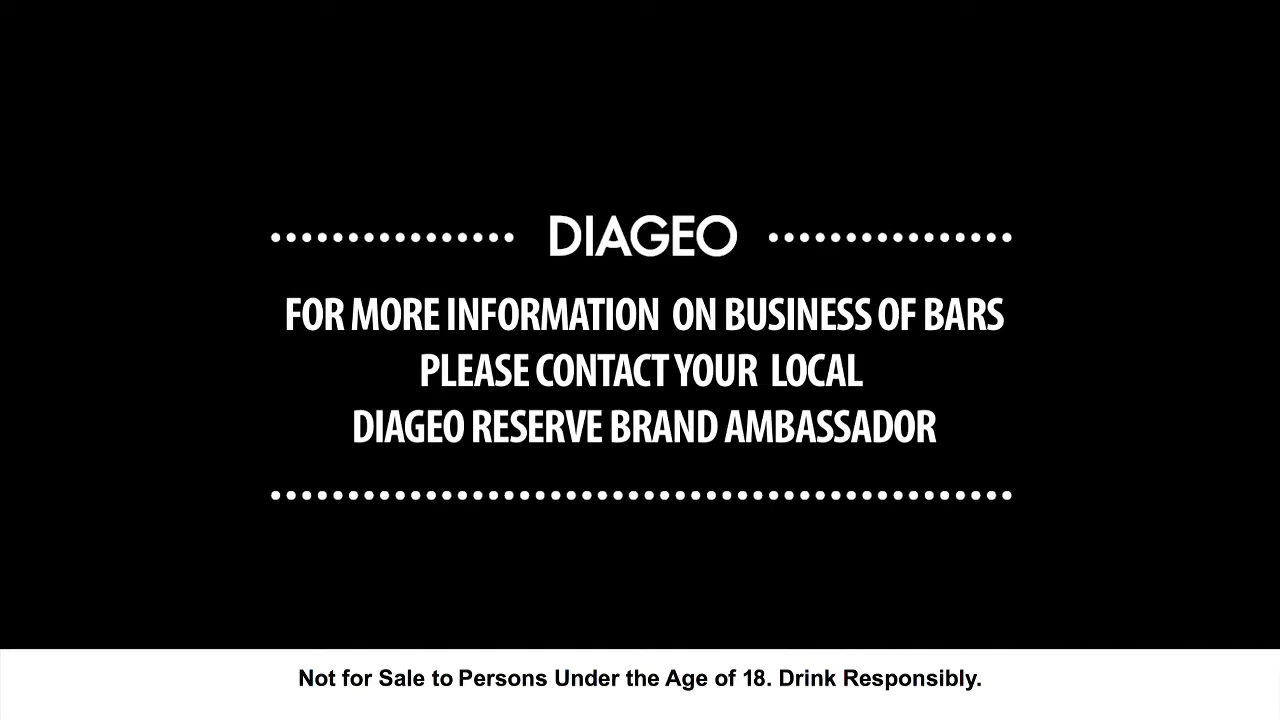 DIAGEO
FOR MORE INFORMATION ON BUSINESS OF BARS
PLEASE CONTACT YOUR LOCAL
DIAGEO RESERVE BRAND AMBASSADOR
Not for Sale to Persons Under the Age of 18. Drink Responsibly.